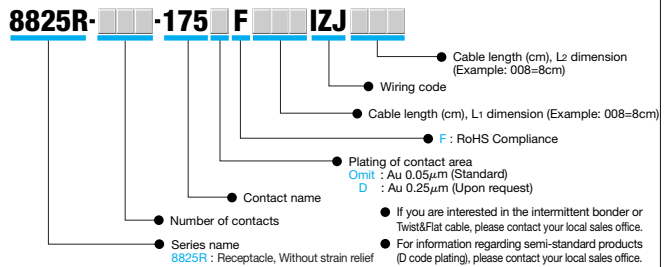 8825R-□□□-175□F□□□IZJ□□□
● Cable length (cm), L2 dimension
(Example: 008=8cm)
● Wiring code
● Cable length (cm), L1 dimension (Example: 008=8cm)
● F : RoHS Compliance
● Plating of contact area
Omit : Au 0.05μm (Standard)
D : Au 0.25μm (Upon request)
● Contact name
● Number of contacts
● Series name
8825R : Receptacle, Without strain relief
● If you are interested in the intermittent bonder or
Twist&Flat cable, please contact your local sales office.
● For information regarding semi-standard products
(D code plating), please contact your local sales office.